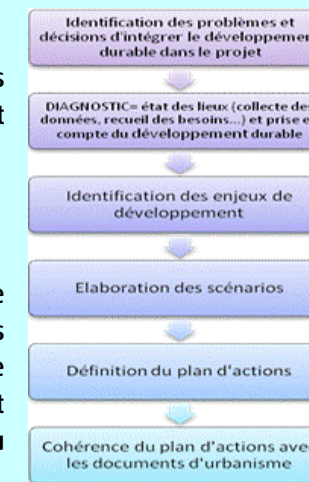 Identification des problèmes et
décisions d'intégrer le développemen
durable dans le projet
DIAGNOSTIC= état des lieux (collecte de
données, recueil des besoins...) et prise e
compte du développement durable
Identification des enjeux de
développement
Elaboration des scénarios
Définition du plan d'actions
Cohérence du plan d'actions ave
les documents d'urbanisme